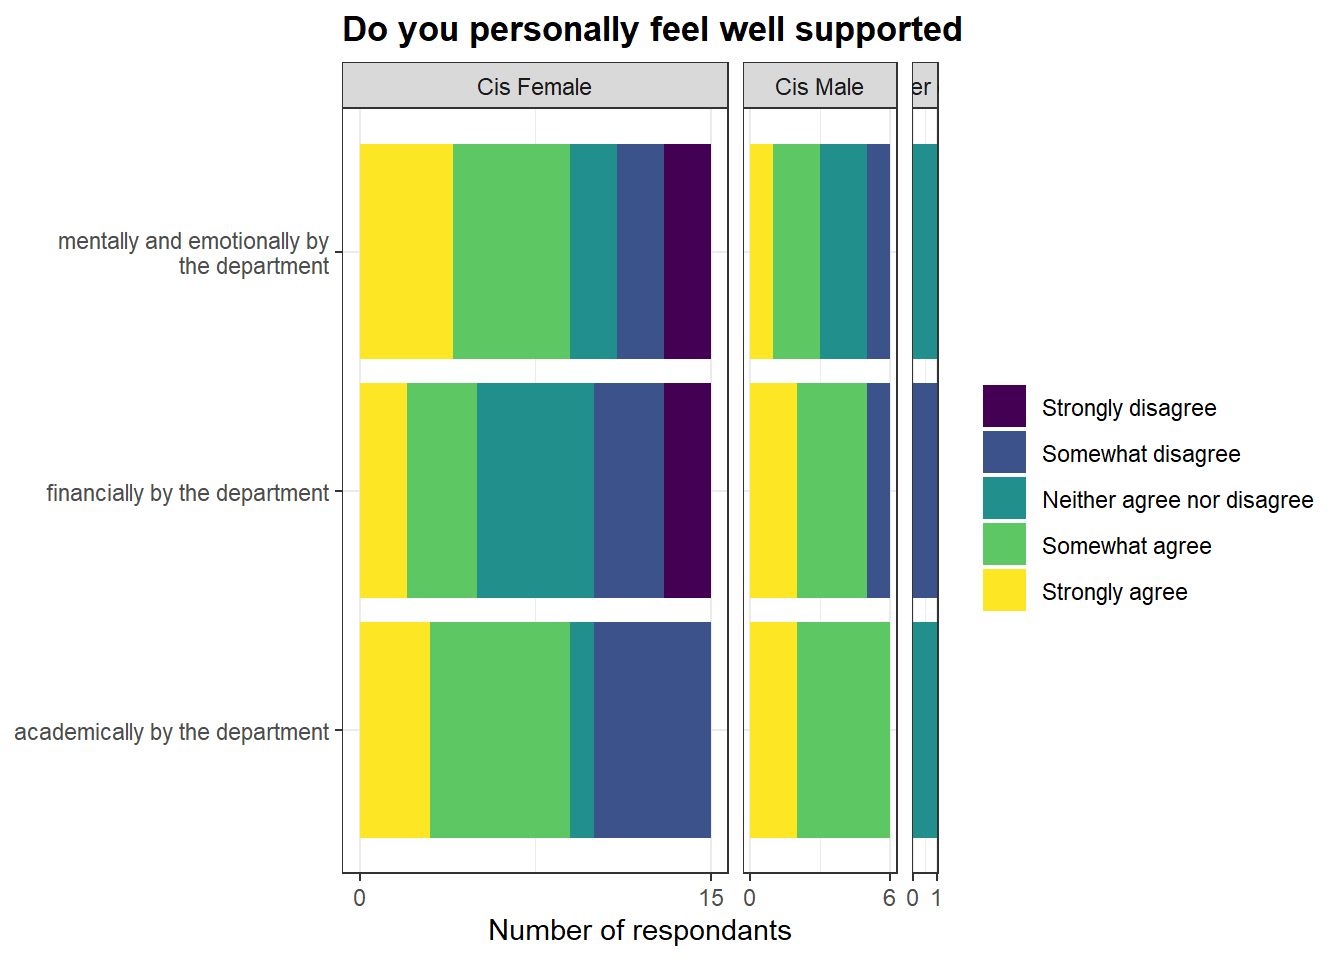 Do you personally feel well supported
Cis Female
Cis Male
mentally and emotionally by
the department
financially by the department
academically by the department
Strongly disagree
Somewhat disagree
Neither agree nor disagree
Somewhat agree
Strongly agree
0 15 0 6 0 1
Number of respondants